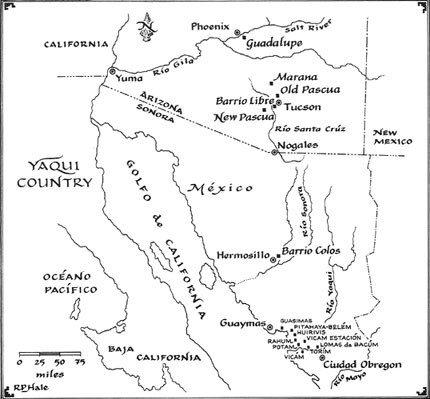 Phoenix
Salt River
CALIFORNIA
Guadalupe
Río Gila
Yuma
Marana
Old Pascua
Barrio Libre
Tucson
New Pascua
ARIZONA
SONORA
Río Santa Crúz
NEW
MEXICO
Nogales
YAQUI
COUNTRY
GOLFO de CALIFORNIA
México
Río Sonora
Hermosillo
Barrio Colos
OCÉANO
PACÍFICO
Río Yaqui
Guaymas
GUASIMAS
PITAHAYA-BELEM
HUIRIVIS
RAHUM
VICAM ESTACIÓN
POTAM
LOMAS de BACÚM
TORIM
VICAM
Ciudad Obregon
BAJA
CALIFORNIA
0 25 50 75
miles
Río Mayo
RDHale
N